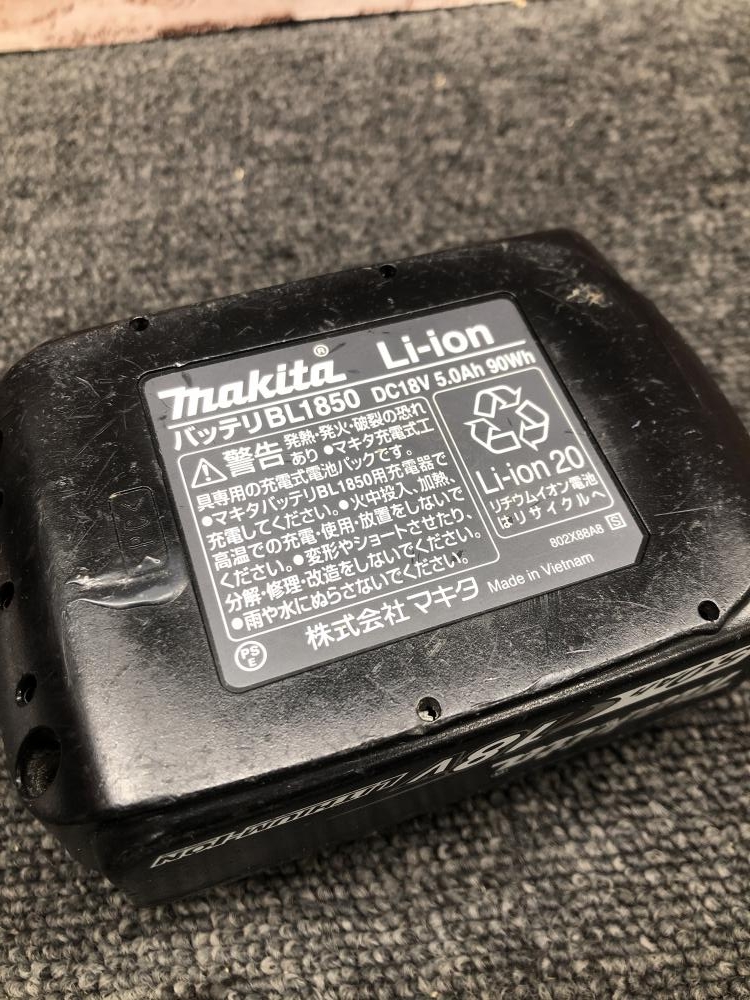 makita® Li-ion
バッテリBL1850 DC18V 5.0Ah 90Wh
警告 発熱・発火・破裂の恐れ
あり ●マキタ充電式工
具専用の充電式電池パックです。
●マキタバッテリBL1850用充電器で
充電してください。●火中投入、加熱、
高温での充電・使用・放置をしないで
ください。●変形やショートさせたり、
分解・修理・改造をしないでください。
●雨や水にぬらさないでください。
Li-ion 20
リチウムイオン電池
はリサイクルへ
802X88A8 S
PS
E
株式会社マキタ Made in Vietnam
LITHIUM-ION 18V